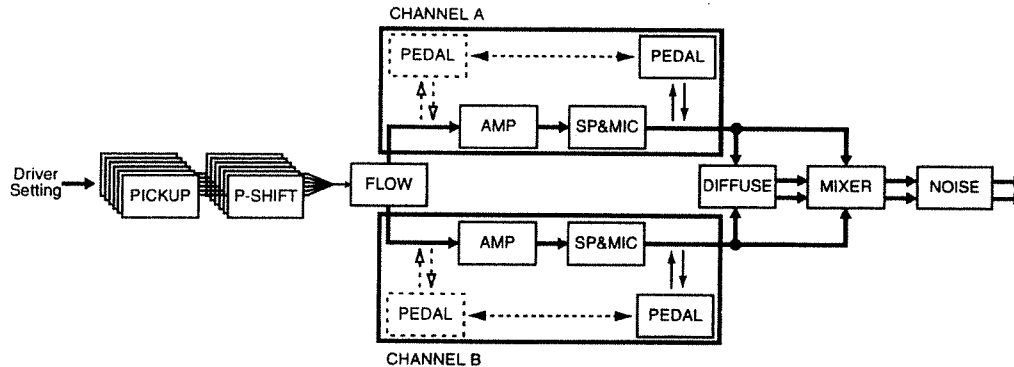 CHANNEL A
PEDAL
PEDAL
AMP
SP&MIC
Driver
Setting
PICKUP
P-SHIFT
FLOW
DIFFUSE
MIXER
NOISE
AMP
SP&MIC
PEDAL
PEDAL
CHANNEL B